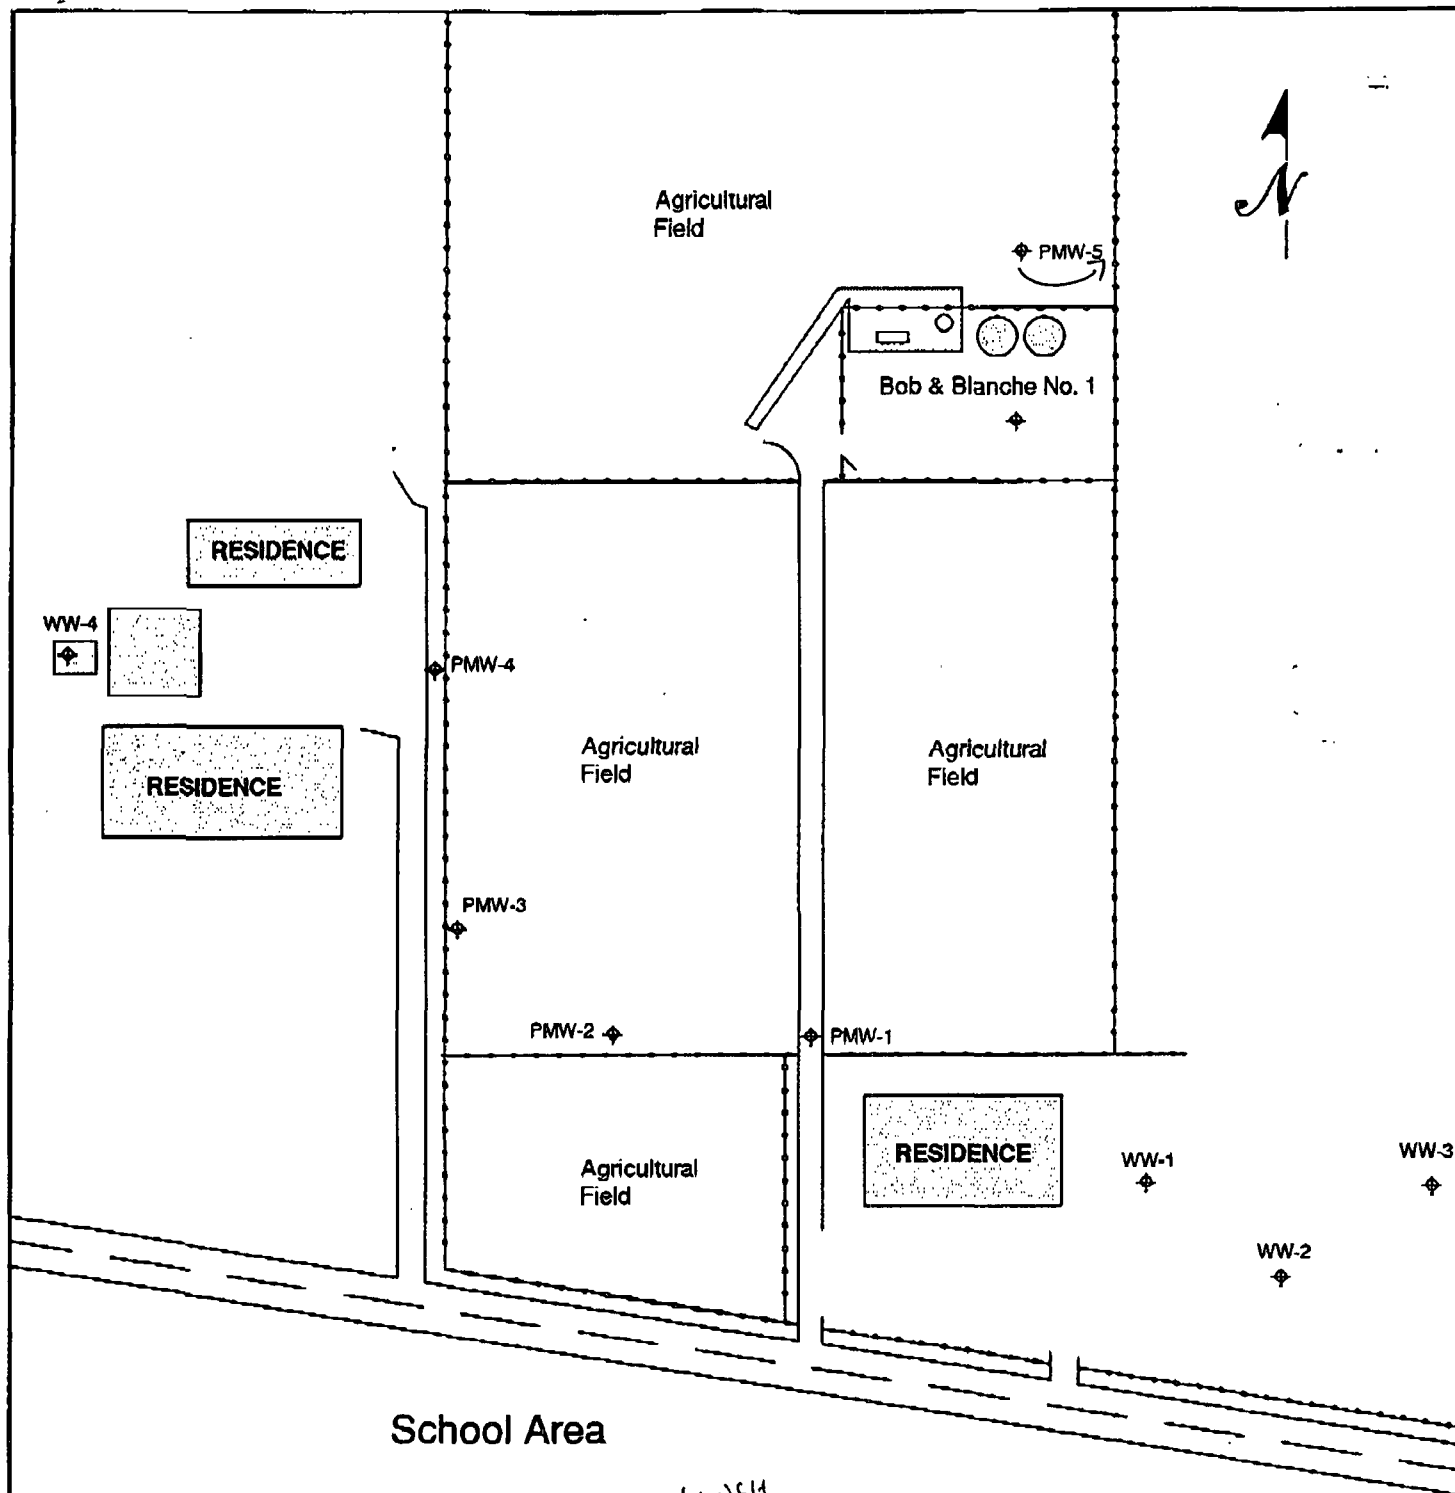 Agricultural
Field
N
PMW-5
Bob & Blanche No. 1
RESIDENCE
WW-4
PMW-4
Agricultural
Field
Agricultural
Field
RESIDENCE
PMW-3
PMW-2
PMW-1
RESIDENCE
WW-1
WW-3
Agricultural
Field
WW-2
School Area